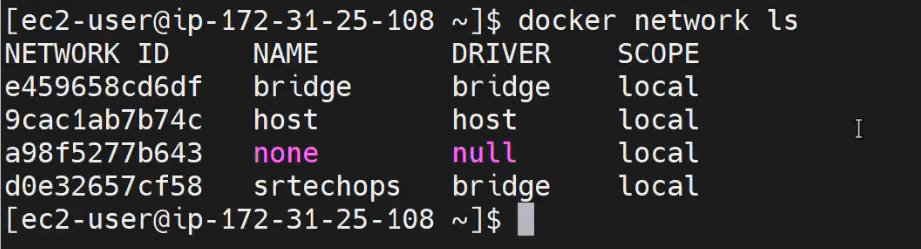 [ec2-user@ip-172-31-25-108 ~]$ docker network ls
NETWORK ID   NAME        DRIVER    SCOPE
e459658cd6df   bridge      bridge    local
9cac1ab7b74c   host        host      local
a98f5277b643   none        null      local
d0e32657cf58   srtechops   bridge    local
[ec2-user@ip-172-31-25-108 ~]$